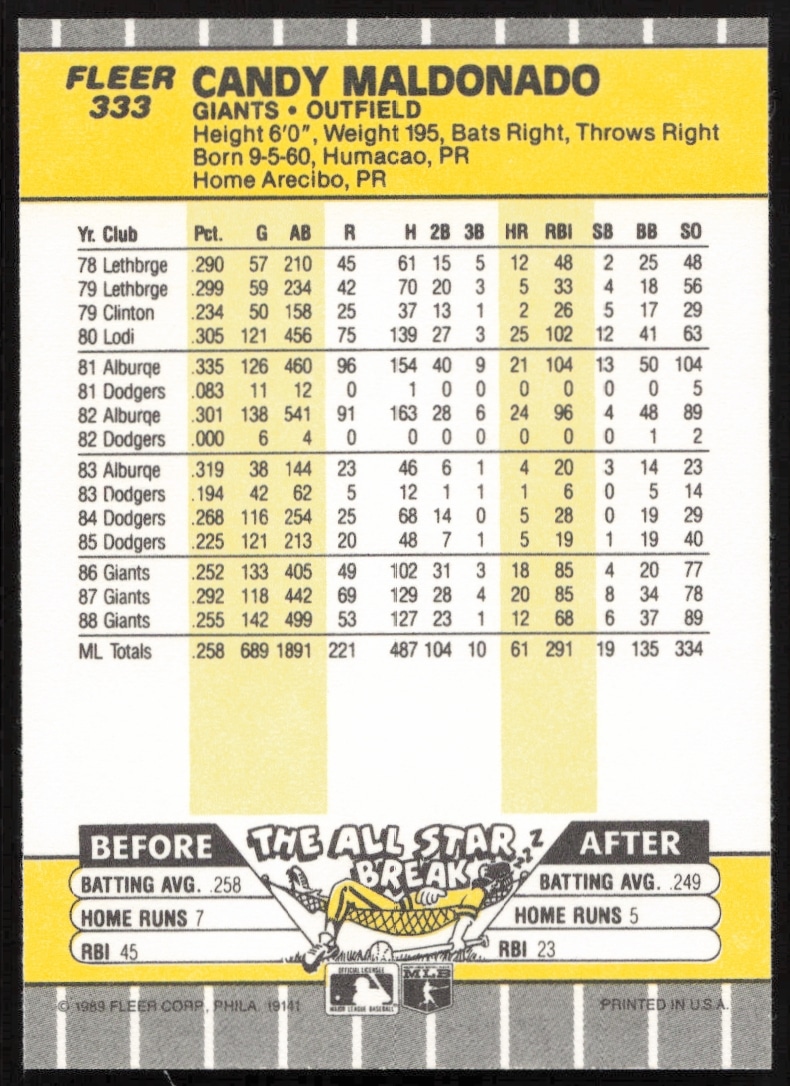 FLEER CANDY MALDONADO
333 GIANTS • OUTFIELD
Height 6'0", Weight 195, Bats Right, Throws Right
Born 9-5-60, Humacao, PR
Home Arecibo, PR
Yr. Club Pct. G AB R H 2B 3B HR RBI SB BB SO
78 Lethbrge .290 57 210 45 61 15 5 12 48 2 25 48
79 Lethbrge .299 59 234 42 70 20 3 5 33 4 18 56
79 Clinton .234 50 158 25 37 13 1 2 26 5 17 29
80 Lodi .305 121 456 75 139 27 3 25 102 12 41 63
81 Alburqe .335 126 460 96 154 40 9 21 104 13 50 104
81 Dodgers .083 11 12 0 1 0 0 0 0 0 0 5
82 Alburqe .301 138 541 91 163 28 6 24 96 4 48 89
82 Dodgers .000 6 4 0 0 0 0 0 0 0 1 2
83 Alburqe .319 38 144 23 46 6 1 4 20 3 14 23
83 Dodgers .194 42 62 5 12 1 1 1 6 0 5 14
84 Dodgers .268 116 254 25 68 14 0 5 28 0 19 29
85 Dodgers .225 121 213 20 48 7 1 5 19 1 19 40
86 Giants .252 133 405 49 102 31 3 18 85 4 20 77
87 Giants .292 118 442 69 129 28 4 20 85 8 34 78
88 Giants .255 142 499 53 127 23 1 12 68 6 37 89
ML Totals .258 689 1891 221 487 104 10 61 291 19 135 334
BEFORE THE ALL STAR BREAK ZZZ AFTER
BATTING AVG. .258 BATTING AVG. .249
HOME RUNS 7 HOME RUNS 5
RBI 45 RBI 23
OFFICIAL LICENSEE MLB
MAJOR LEAGUE BASEBALL
© 1989 FLEER CORP., PHILA. 19141 PRINTED IN U.S.A.